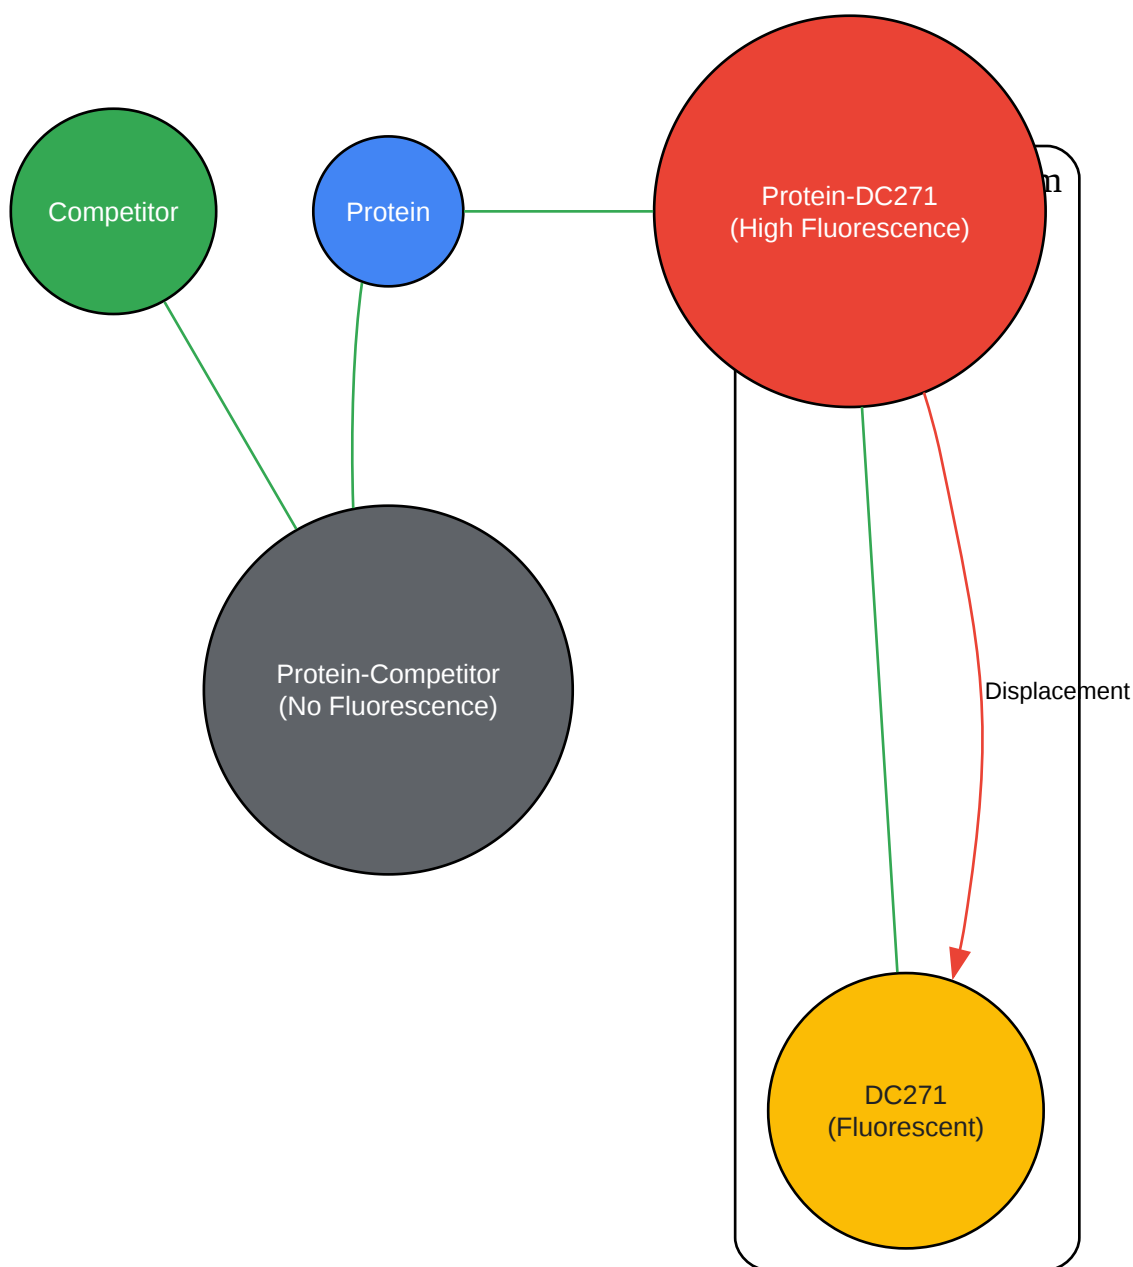 Competitor
Protein
Protein-DC271
(High Fluorescence)
Protein-Competitor
(No Fluorescence)
Displacement
DC271
(Fluorescent)